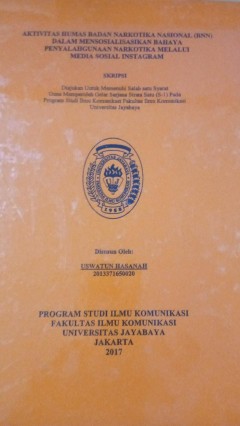 AKTIVITAS HUMAS BADAN NARKOTIKA NASIONAL (BNN)
DALAM MENSOSIALISASIKAN BAHAYA
PENYALAHGUNAAN NARKOTIKA MELALUI
MEDIA SOSIAL INSTAGRAM
SKRIPSI
Diajukan Untuk Memenuhi Salah satu Syarat
Guna Memperoleh Gelar Sarjana Strata Satu (S-1) Pada
Program Studi Ilmu Komunikasi Fakultas Ilmu Komunikasi
Universitas Jayabaya
Disusun Oleh:
USWATUN HASANAH
2013371650020
PROGRAM STUDI ILMU KOMUNIKASI
FAKULTAS ILMU KOMUNIKASI
UNIVERSITAS JAYABAYA
JAKARTA
2017